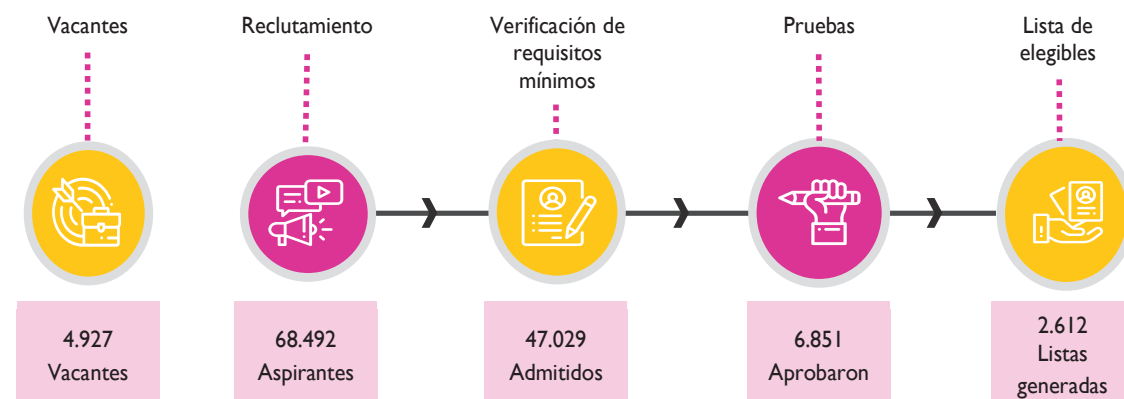 Vacantes
Reclutamiento
Verificación de
requisitos
mínimos
Pruebas
Lista de
elegibles
4.927
Vacantes
68.492
Aspirantes
47.029
Admitidos
6.851
Aprobaron
2.612
Listas
generadas